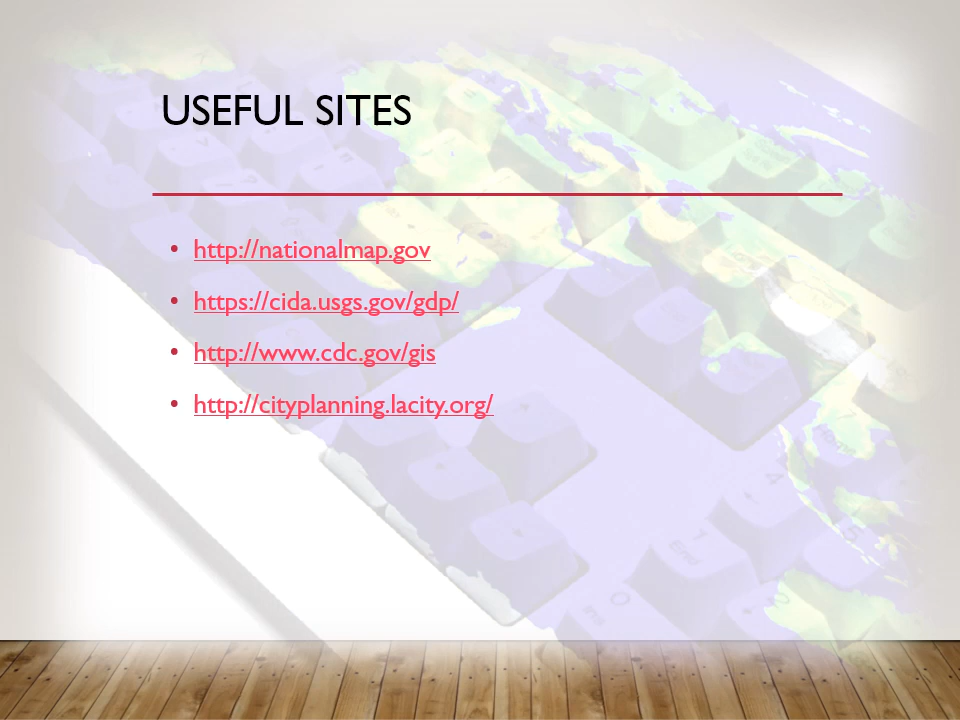 USEFUL SITES
• http://nationalmap.gov
• https://cida.usgs.gov/gdp/
• http://www.cdc.gov/gis
• http://cityplanning.lacity.org/